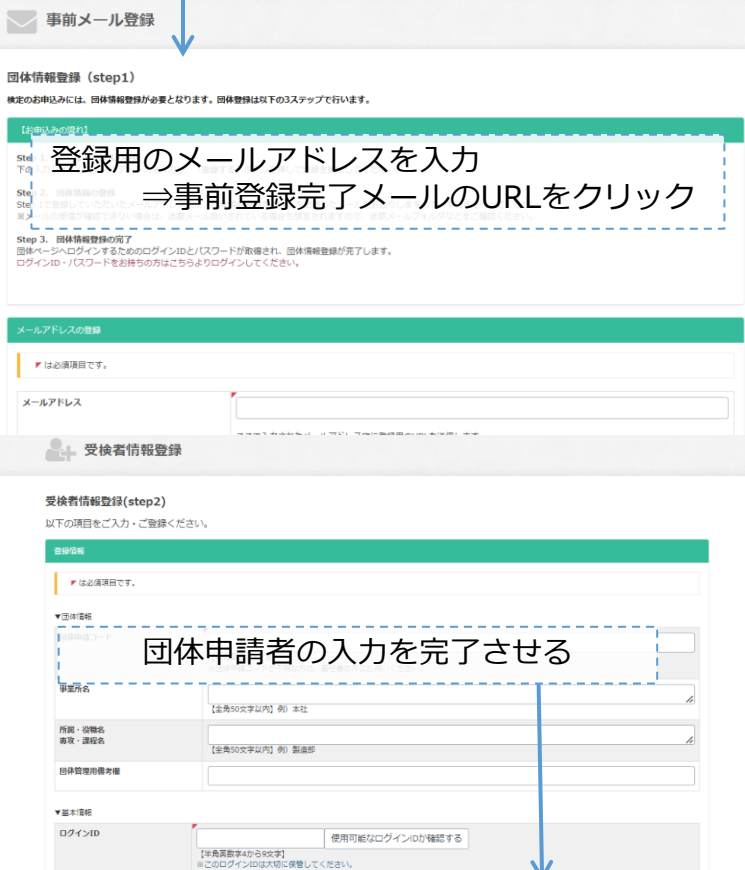 事前メール登録
団体情報登録（step1）
検定のお申込みには、団体情報登録が必要となります。団体登録は以下の3ステップで行います。
【お申込みの流れ】
登録用のメールアドレスを入力
⇒事前登録完了メールのURLをクリック
Step 2. 団体情報の登録
Step 3. 団体情報登録の完了
団体ページへログインするためのログインIDとパスワードが取得され、団体情報登録が完了します。
ログインID・パスワードをお持ちの方はこちらよりログインしてください。
メールアドレスの登録
は必須項目です。
メールアドレス
受検者情報登録
受検者情報登録(step2)
以下の項目をご入力・ご登録ください。
登録情報
は必須項目です。
▼団体情報
団体申請コード
団体申請者の入力を完了させる
事業所名
【全角50文字以内】例）本社
所属・役職名
専攻・課程名
【全角50文字以内】例）製造部
団体管理用備考欄
▼基本情報
ログインID
使用可能なログインIDか確認する
【半角英数字4から9文字】
※このログインIDは大切に保管してください。